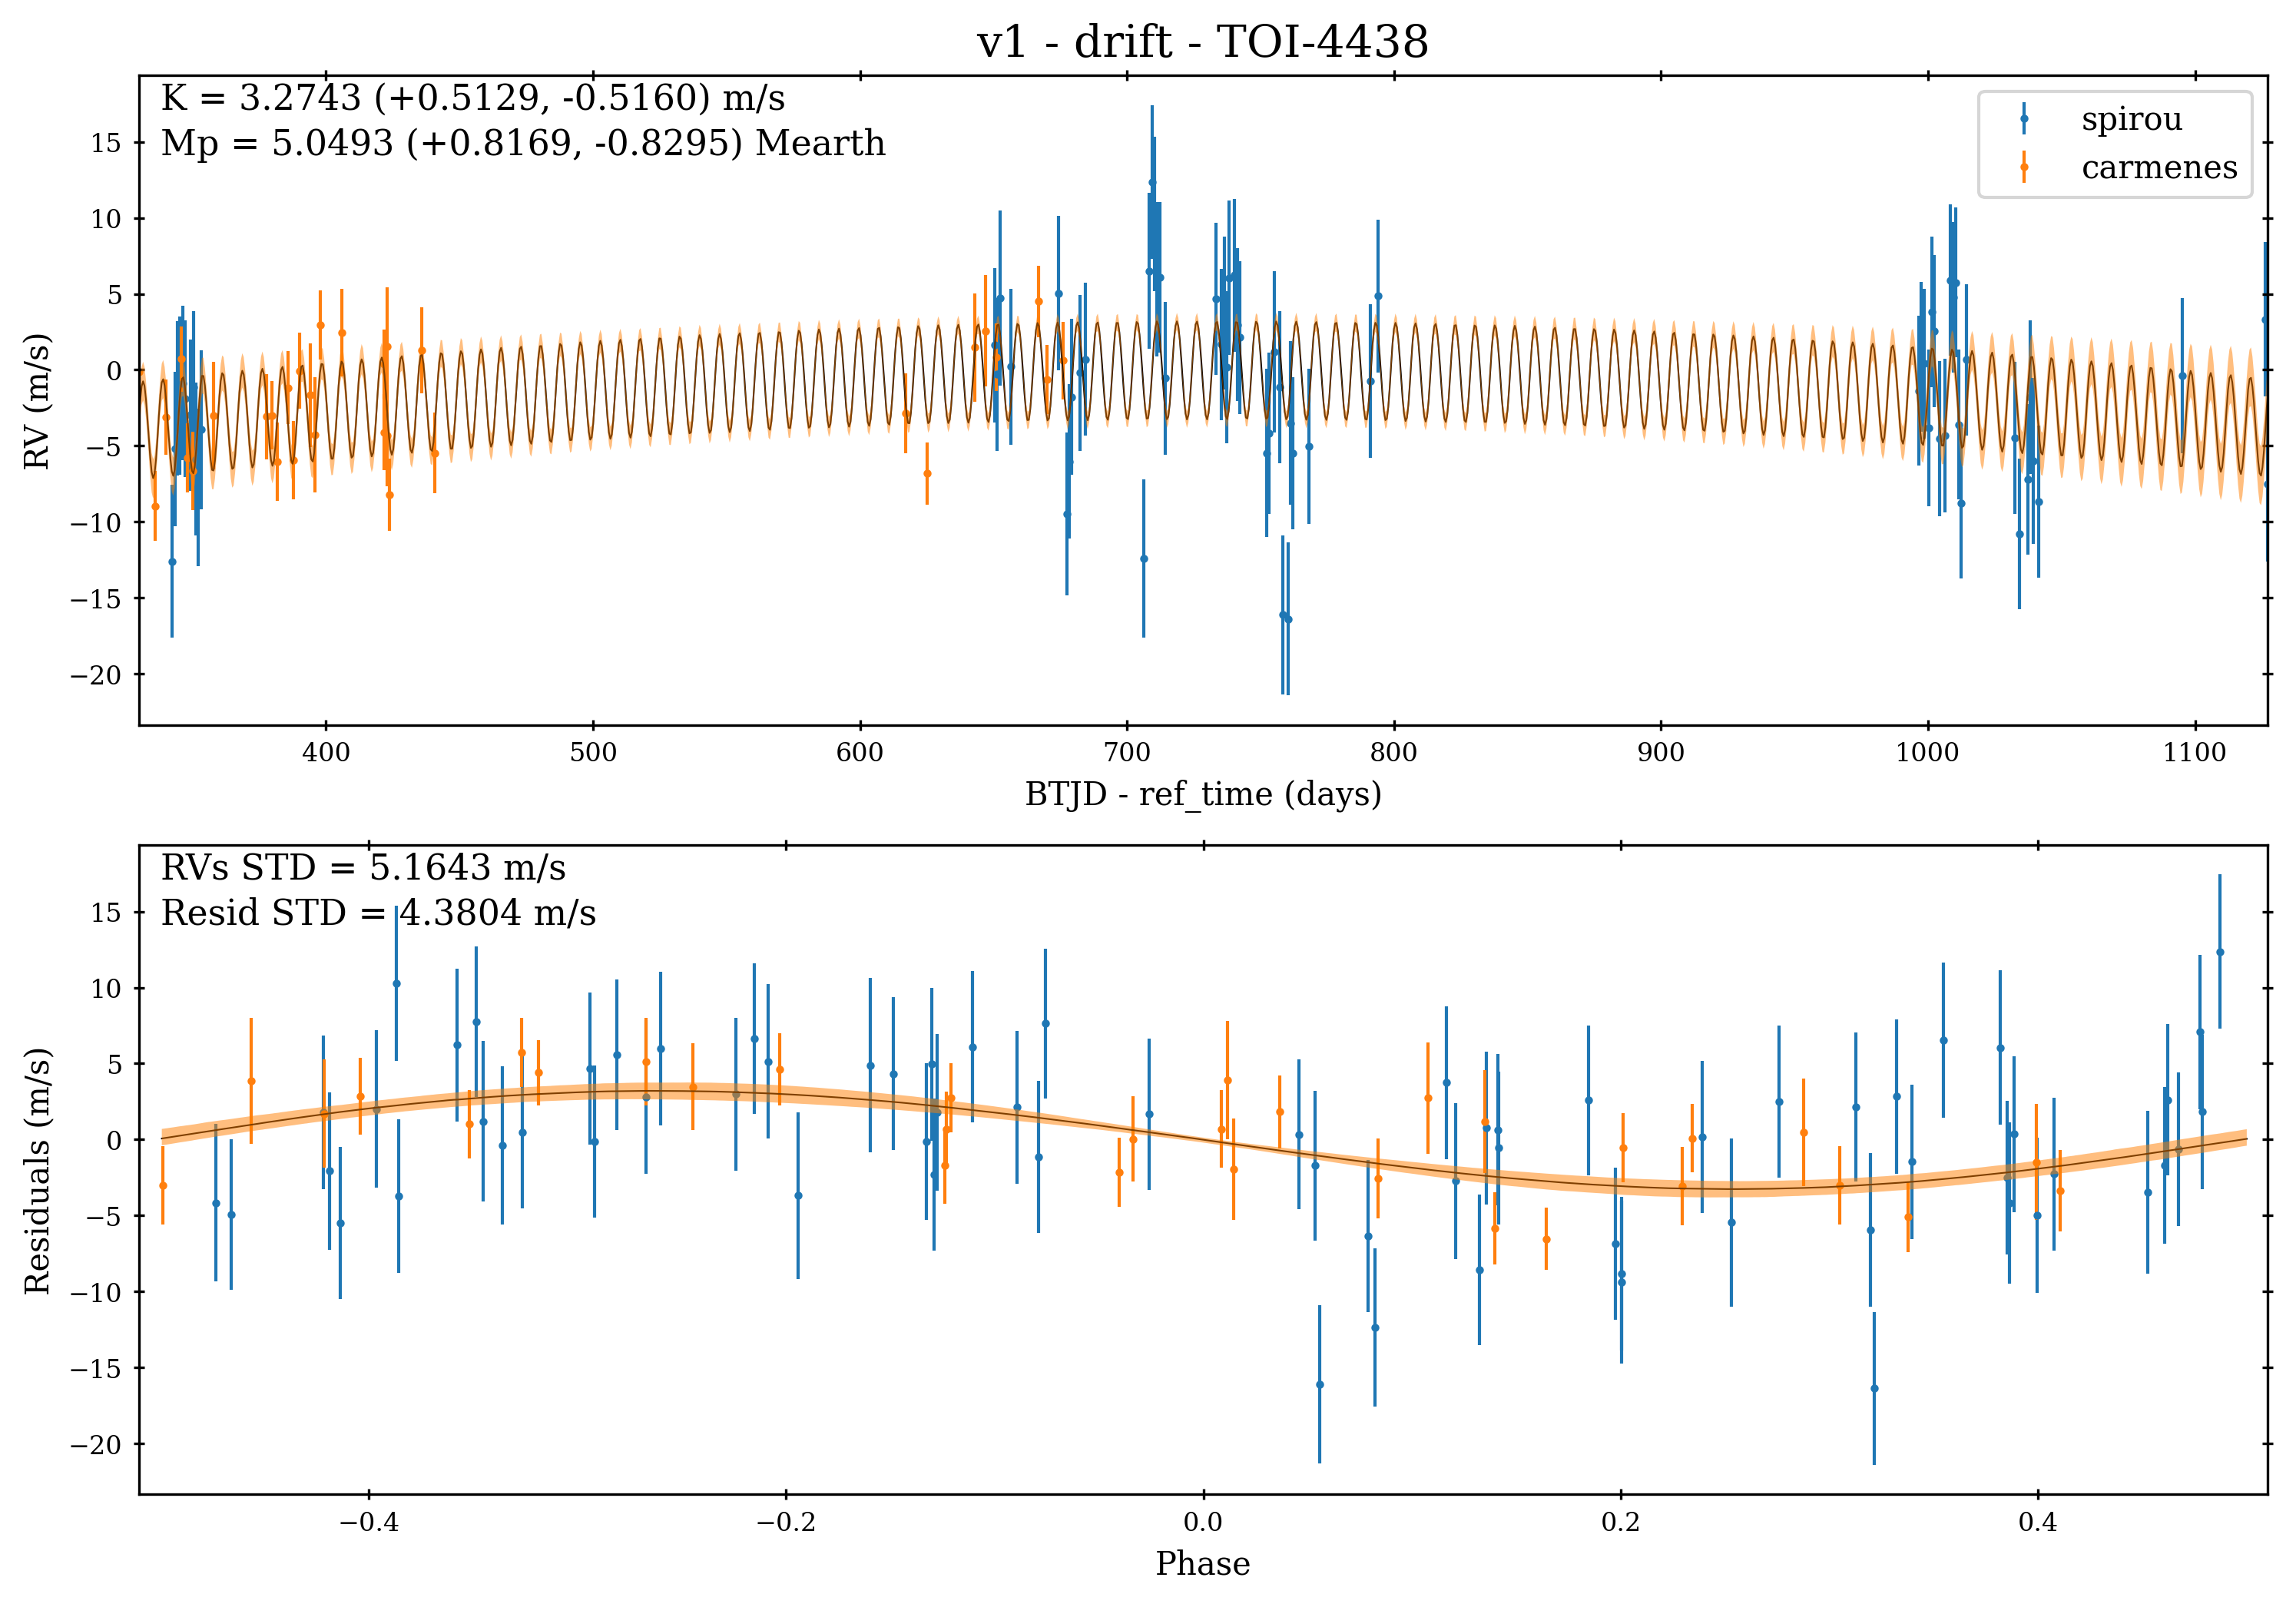 v1 - drift - TOI-4438
K = 3.2743 (+0.5129, -0.5160) m/s
Mp = 5.0493 (+0.8169, -0.8295) Mearth
spirou
carmenes
RV (m/s)
15
10
5
0
−5
−10
−15
−20
400 500 600 700 800 900 1000 1100
BTJD - ref_time (days)
RVs STD = 5.1643 m/s
Resid STD = 4.3804 m/s
Residuals (m/s)
15
10
5
0
−5
−10
−15
−20
−0.4 −0.2 0.0 0.2 0.4
Phase